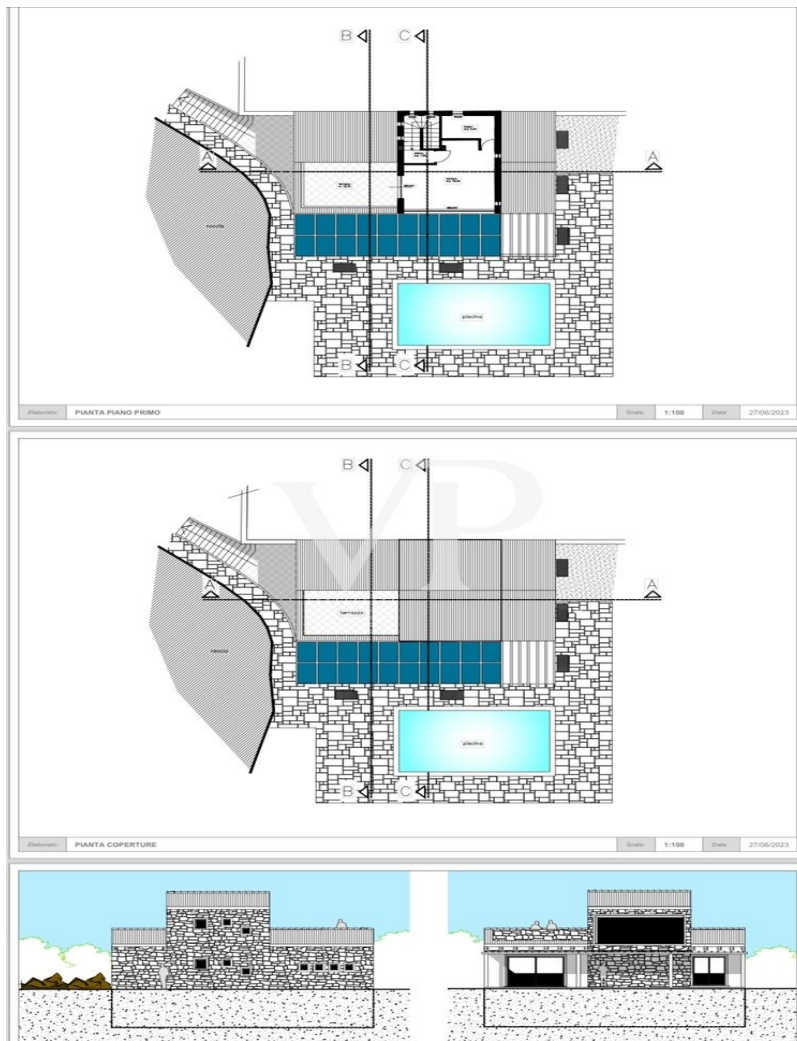 B
C
A
A
roccia
piscina
B
C
Elaborato: PIANTA PIANO PRIMO Scala: 1:100 Data: 27/06/2023
VP
B
C
A
A
terrazzo
roccia
piscina
B
C
Elaborato: PIANTA COPERTURE Scala: 1:100 Data: 27/06/2023